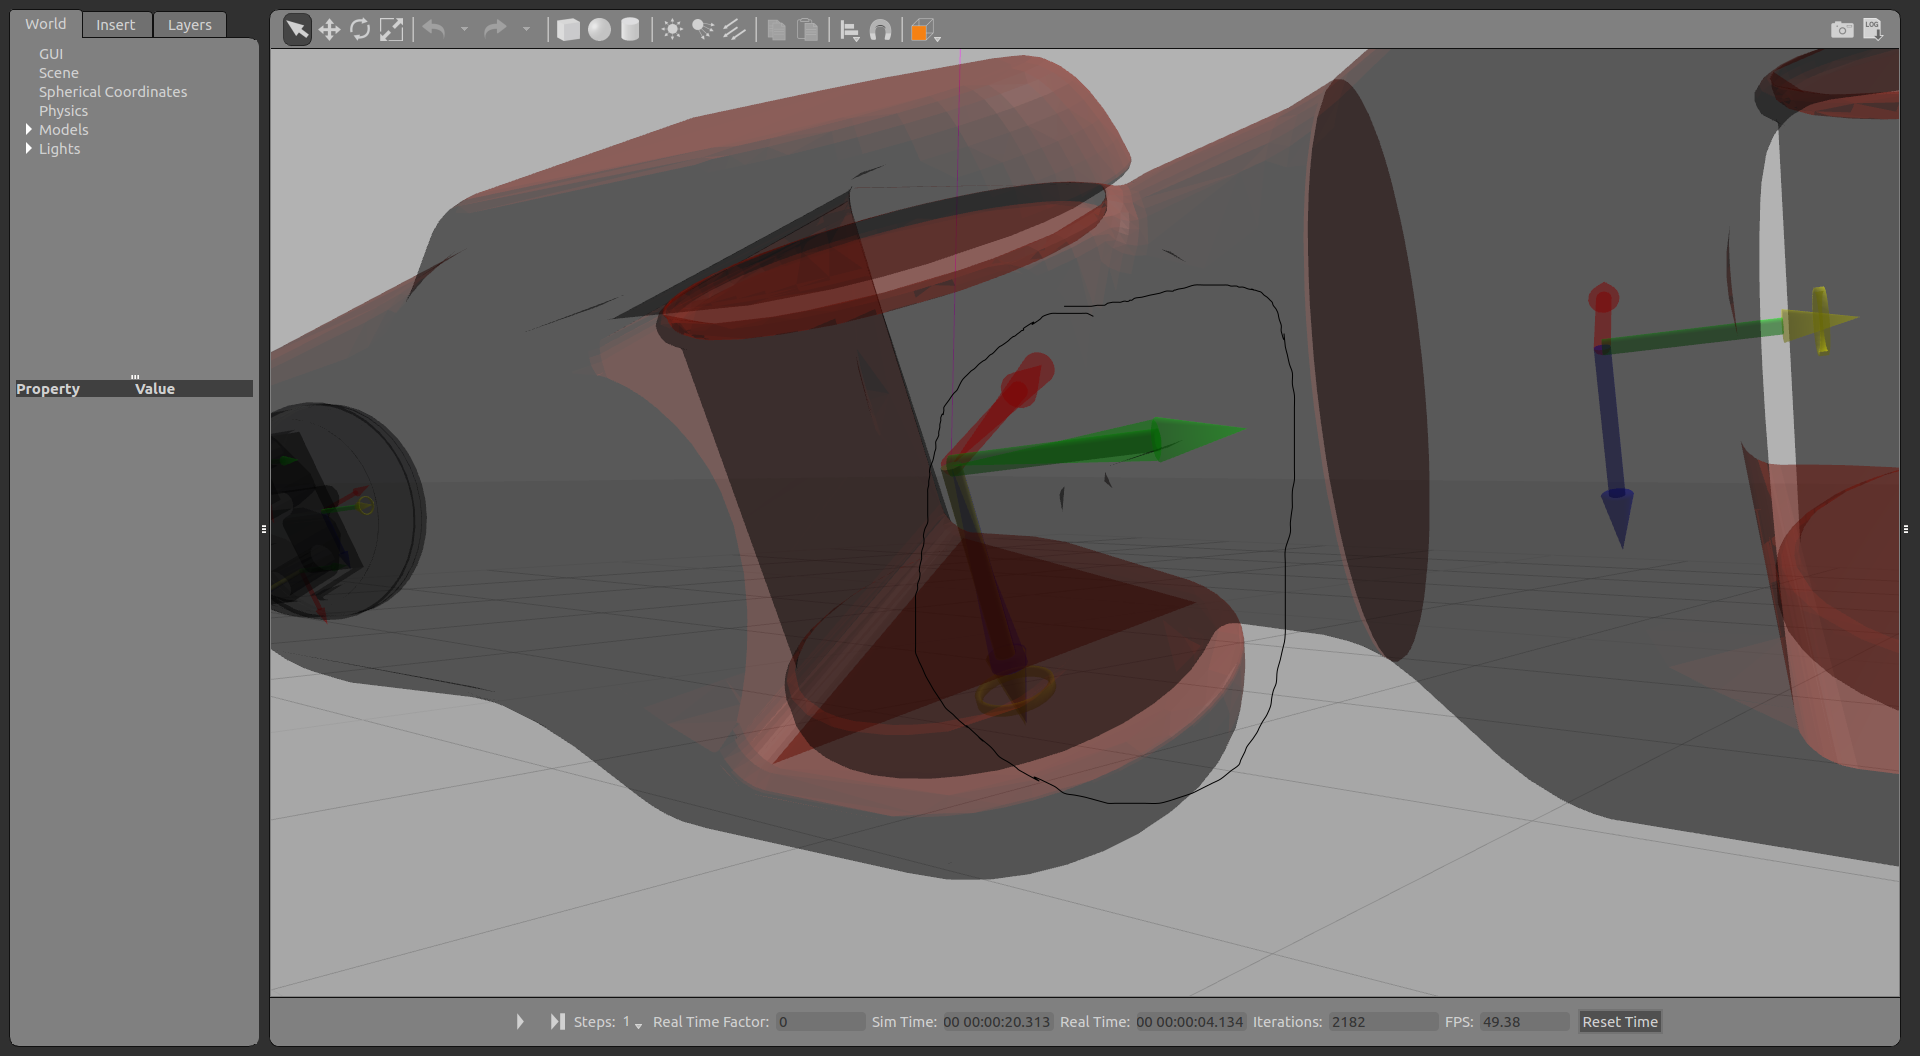 World Insert Layers
GUI
Scene
Spherical Coordinates
Physics
Models
Lights
Property Value
LOG
Steps: 1 Real Time Factor: 0 Sim Time: 00 00:00:20.313 Real Time: 00 00:00:04.134 Iterations: 2182 FPS: 49.38 Reset Time